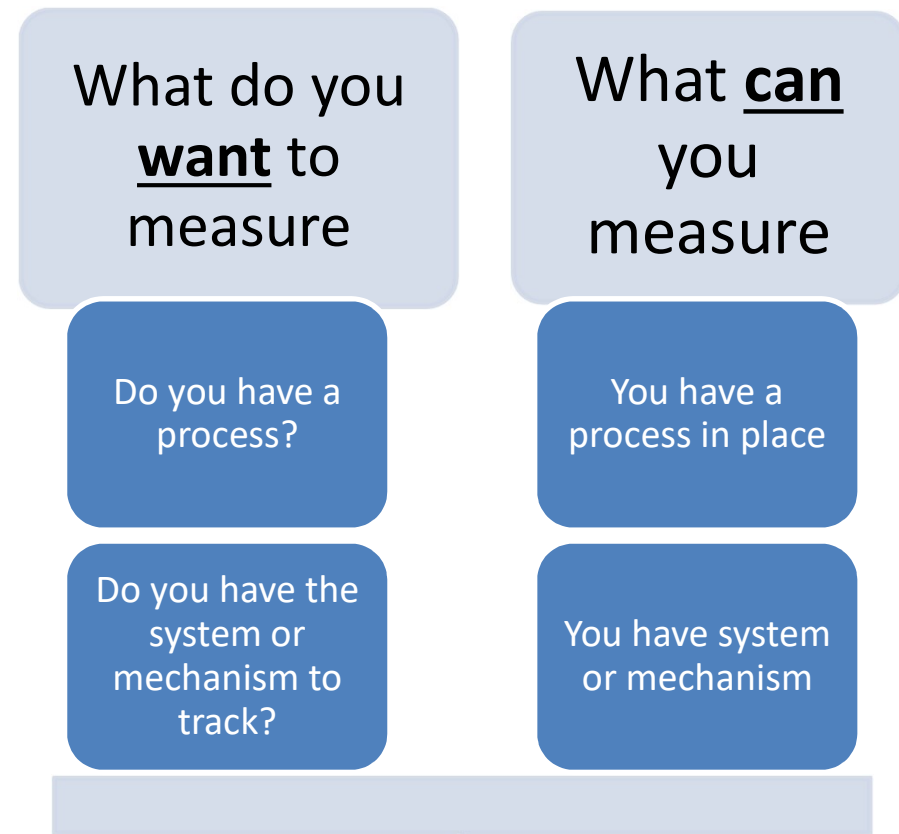 What do you
want to
measure
Do you have a
process?
Do you have the
system or
mechanism to
track?
What can
you
measure
You have a
process in place
You have system
or mechanism